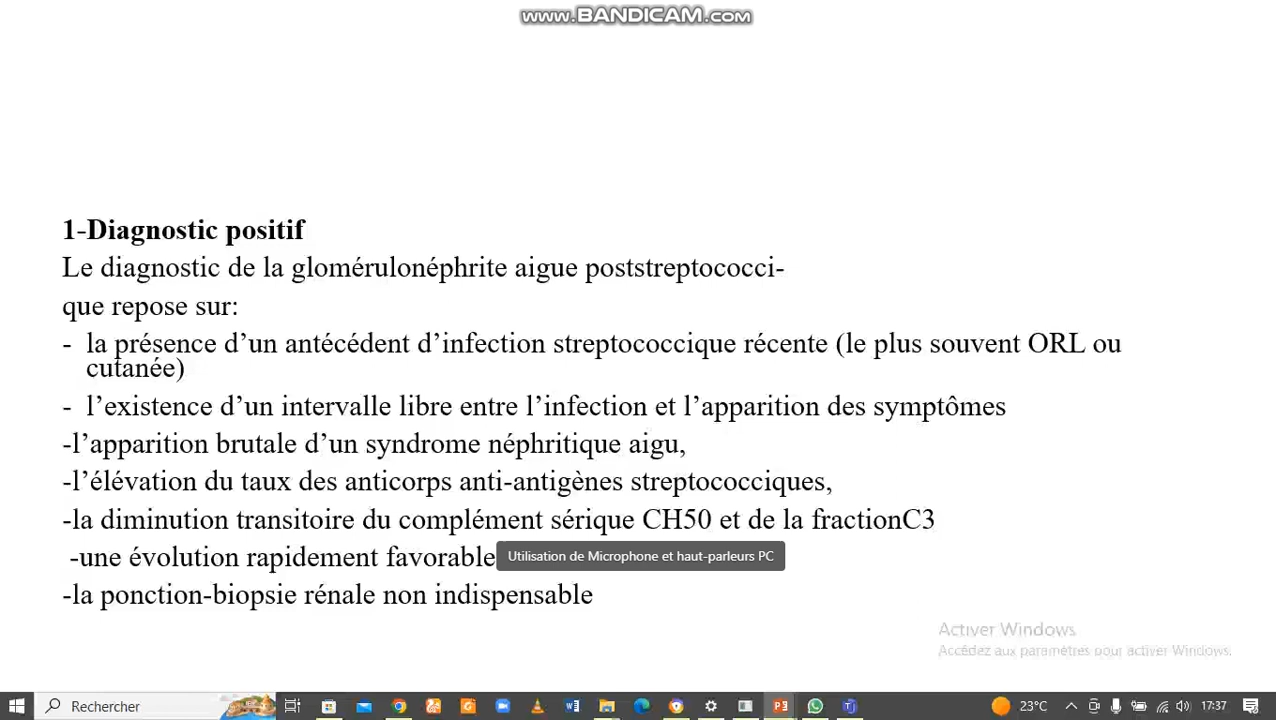 www.BANDICAM.com
1-Diagnostic positif
Le diagnostic de la glomérulonéphrite aigue poststreptococci-
que repose sur:
- la présence d’un antécédent d’infection streptococcique récente (le plus souvent ORL ou
cutanée)
- l’existence d’un intervalle libre entre l’infection et l’apparition des symptômes
-l’apparition brutale d’un syndrome néphritique aigu,
-l’élévation du taux des anticorps anti-antigènes streptococciques,
-la diminution transitoire du complément sérique CH50 et de la fractionC3
-une évolution rapidement favorable
Utilisation de Microphone et haut-parleurs PC
-la ponction-biopsie rénale non indispensable
Activer Windows
Accédez aux paramètres pour activer Windows.
Rechercher
23°C
17:37